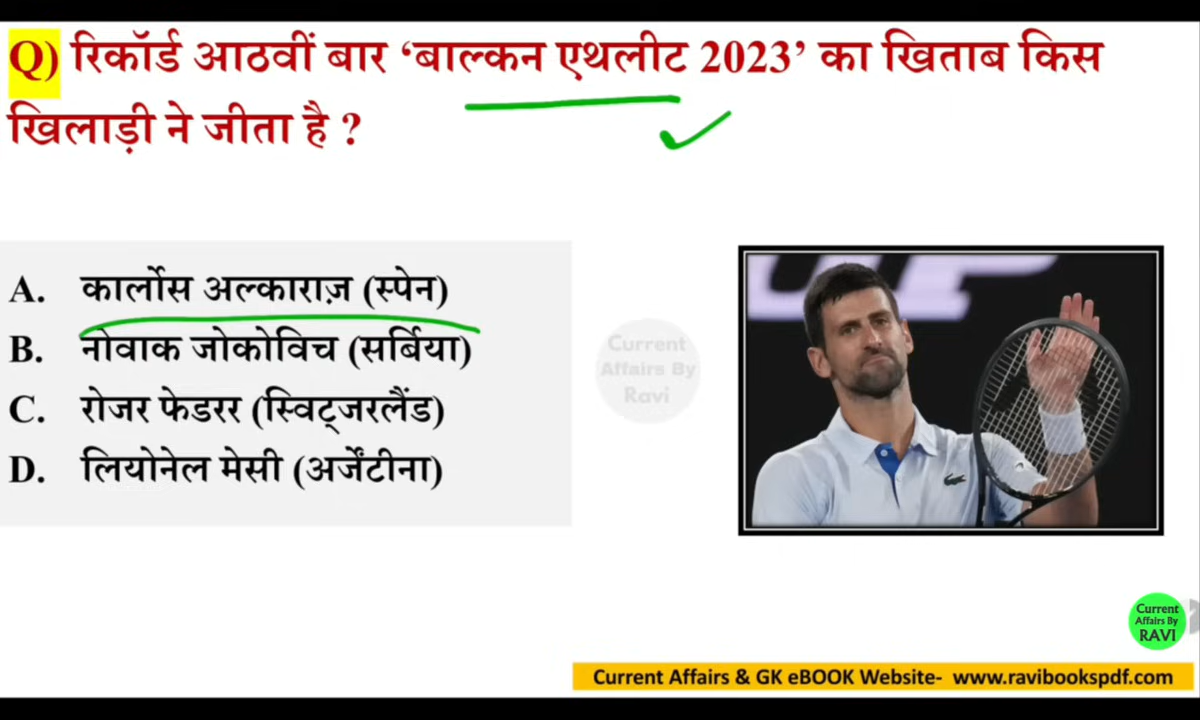 Q) रिकॉर्ड आठवीं बार ‘बाल्कन एथलीट 2023’ का खिताब किस
खिलाड़ी ने जीता है ?
A. कार्लोस अल्काराज़ (स्पेन)
B. नोवाक जोकोविच (सर्बिया)
C. रोजर फेडरर (स्विट्जरलैंड)
D. लियोनेल मेसी (अर्जेंटीना)
Current
Affairs By
Ravi
Current
Affairs By
RAVI
Current Affairs & GK eBOOK Website- www.ravibookspdf.com